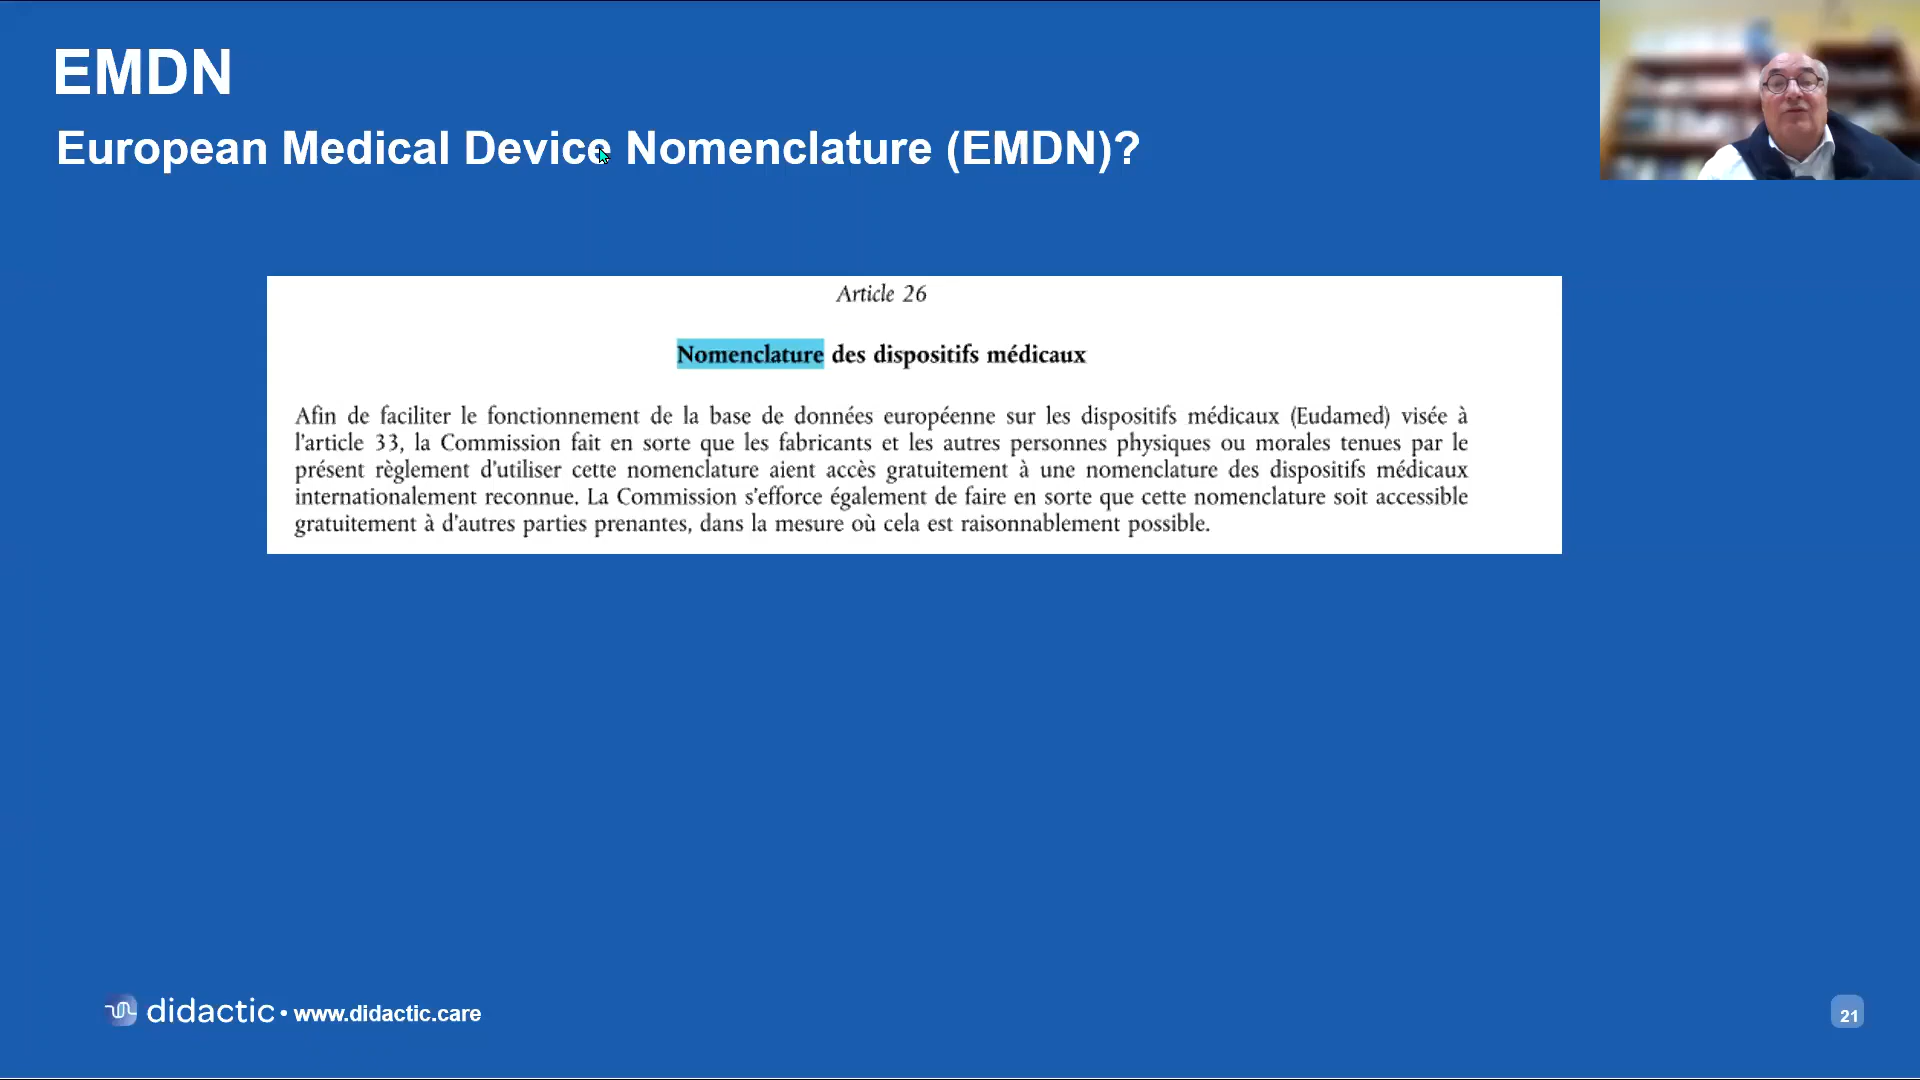 EMDN
European Medical Device Nomenclature (EMDN)?
Article 26
Nomenclature des dispositifs médicaux
Afin de faciliter le fonctionnement de la base de données européenne sur les dispositifs médicaux (Eudamed) visée à
l'article 33, la Commission fait en sorte que les fabricants et les autres personnes physiques ou morales tenues par le
présent règlement d'utiliser cette nomenclature aient accès gratuitement à une nomenclature des dispositifs médicaux
internationalement reconnue. La Commission s'efforce également de faire en sorte que cette nomenclature soit accessible
gratuitement à d'autres parties prenantes, dans la mesure où cela est raisonnablement possible.
didactic • www.didactic.care
21